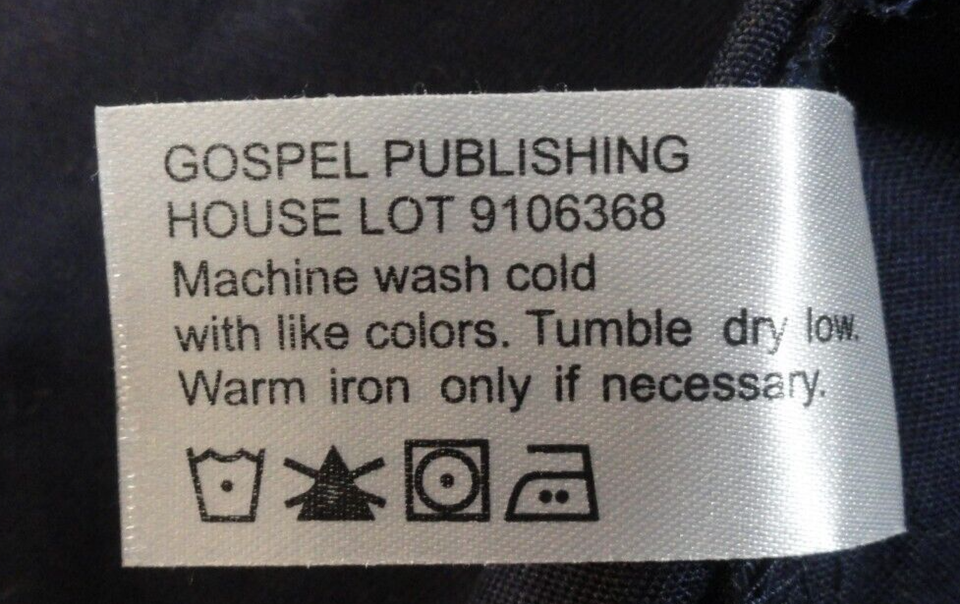 GOSPEL PUBLISHING
HOUSE LOT 9106368
Machine wash cold
with like colors. Tumble dry low.
Warm iron only if necessary.